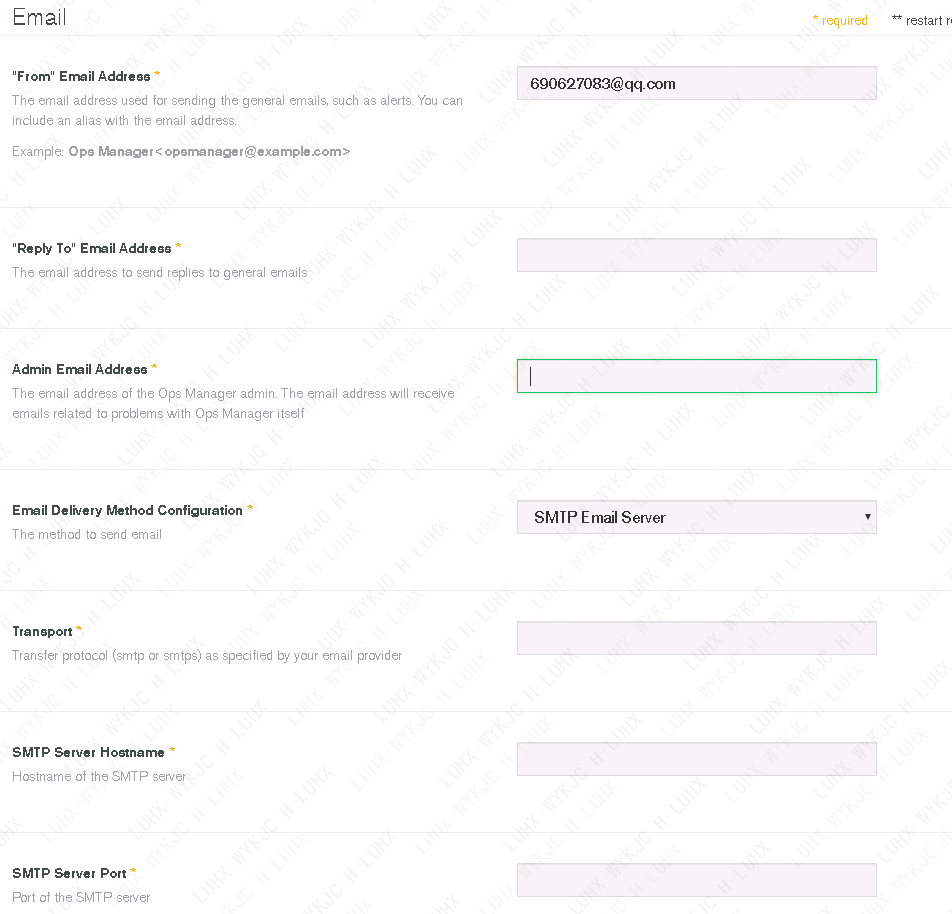 Email
* required ** restart r
"From" Email Address *
690627083@qq.com
The email address used for sending the general emails, such as alerts. You can
include an alias with the email address.
Example: Ops Manager<opsmanager@example.com>
"Reply To" Email Address *
The email address to send replies to general emails
Admin Email Address *
The email address of the Ops Manager admin. The email address will receive
emails related to problems with Ops Manager itself
Email Delivery Method Configuration *
SMTP Email Server
The method to send email
Transport *
Transfer protocol (smtp or smtps) as specified by your email provider
SMTP Server Hostname *
Hostname of the SMTP server
SMTP Server Port *
Port of the SMTP server